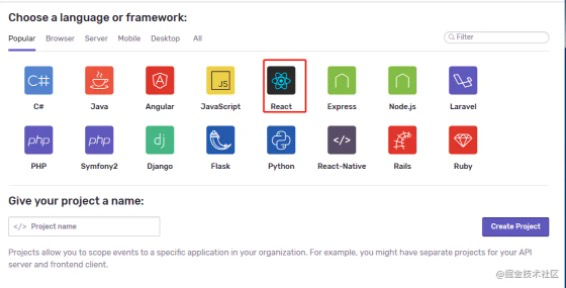 Choose a language or framework:
Popular Browser Server Mobile Desktop All Filter
C# JS php php dj </>
C# Java Angular JavaScript React Express Node.js Laravel
PHP Symfony2 Django Flask Python React-Native Rails Ruby
Give your project a name:
</> Project name Create Project
Projects allow you to scope events to a specific application in your organization. For example, you might have separate projects for your API
server and frontend client.
@掘金技术社区